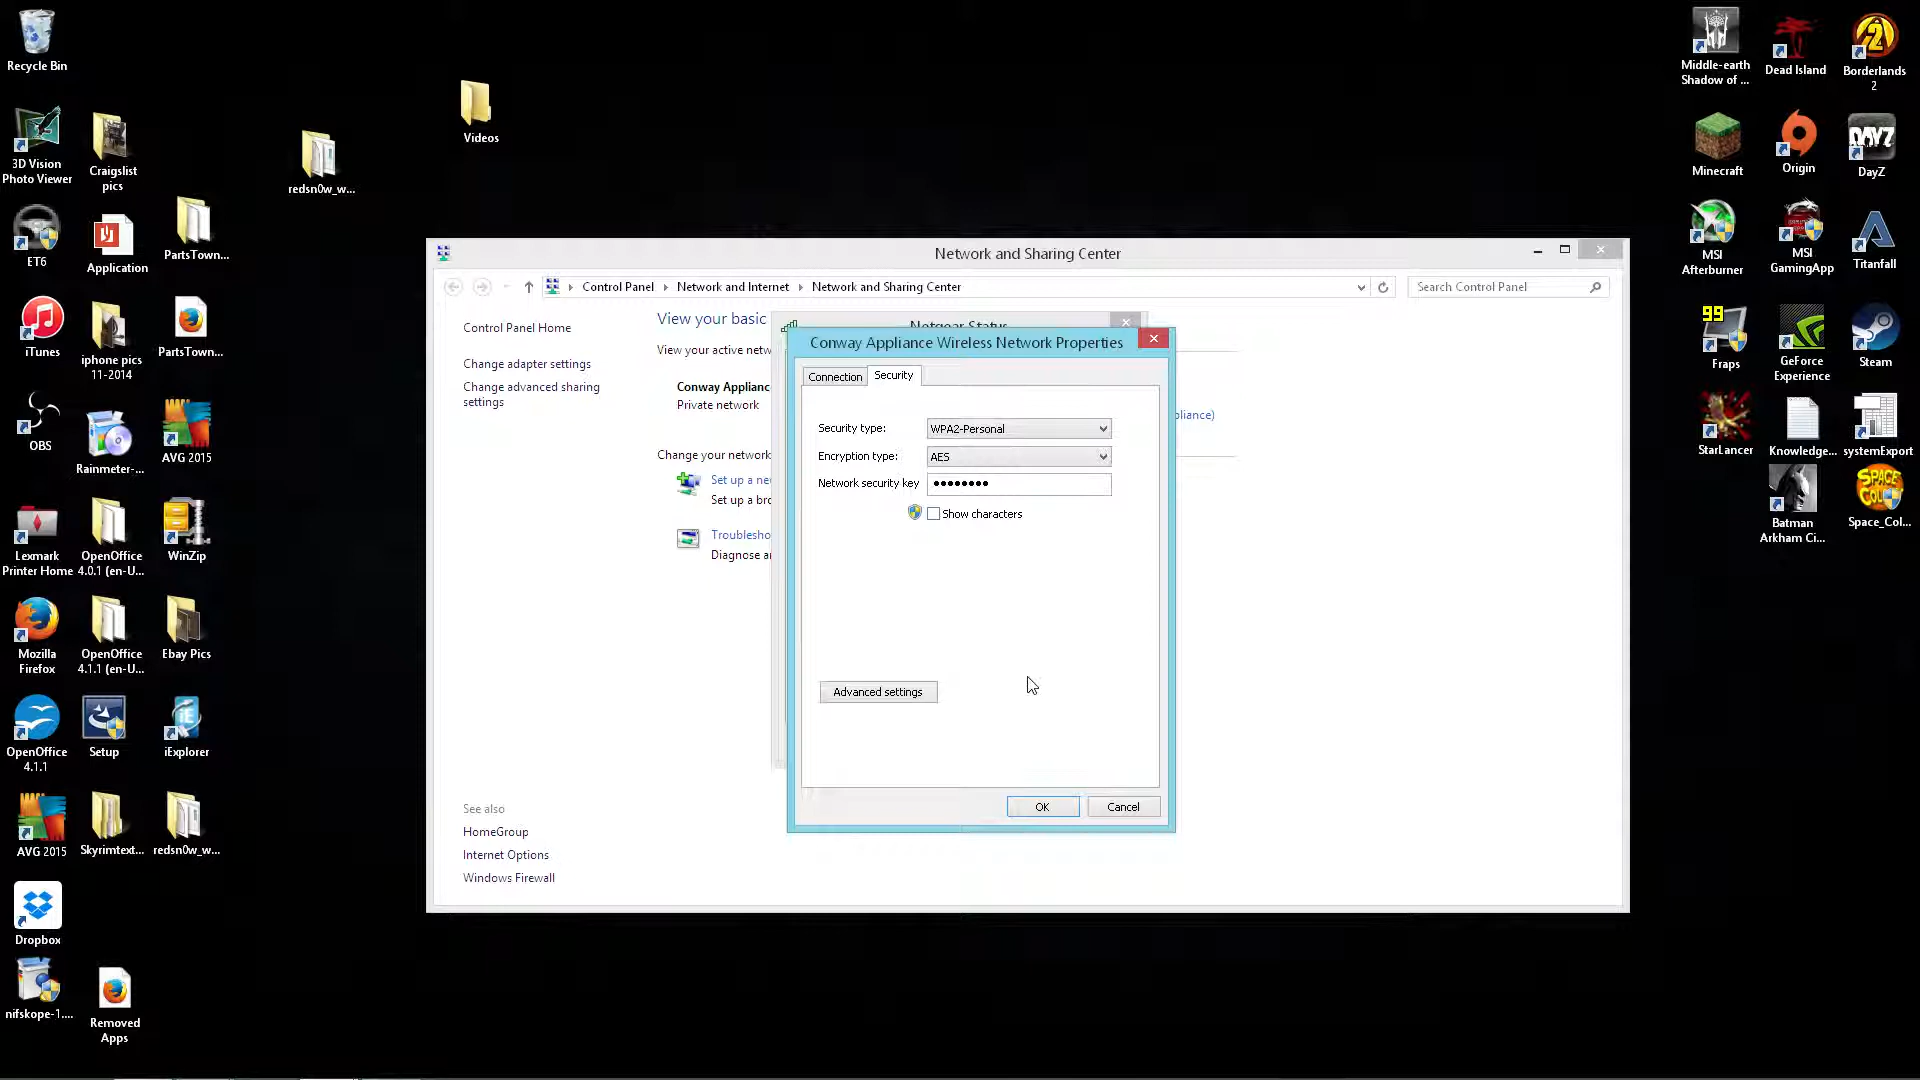 Recycle Bin
3D Vision
Photo Viewer
Craigslist
pics
redsn0w_w...
Videos
ET6
Application
PartsTown...
iTunes
iphone pics
11-2014
PartsTown...
OBS
Rainmeter-...
AVG 2015
Lexmark
Printer Home
OpenOffice
4.0.1 (en-U...
WinZip
Mozilla
Firefox
OpenOffice
4.1.1 (en-U...
Ebay Pics
OpenOffice
4.1.1
Setup
iExplorer
AVG 2015
Skyrimtext...
redsn0w_w...
Dropbox
nifskope-1....
Removed
Apps
Network and Sharing Center
Control Panel
Network and Internet
Network and Sharing Center
Search Control Panel
Control Panel Home
Change adapter settings
Change advanced sharing
settings
See also
HomeGroup
Internet Options
Windows Firewall
View your basic
View your active netw
Conway Applianc
Private network
pliance)
Change your network
Set up a ne
Set up a bro
Troublesho
Diagnose a
Netgear Status
Conway Appliance Wireless Network Properties
Connection
Security
Security type:
WPA2-Personal
Encryption type:
AES
Network security key
Show characters
Advanced settings
OK
Cancel
Middle-earth
Shadow of ...
Dead Island
Borderlands
2
Minecraft
Origin
DAYZ
DayZ
MSI
Afterburner
MSI
GamingApp
Titanfall
99
Fraps
GeForce
Experience
Steam
StarLancer
Knowledge...
systemExport
Batman
Arkham Ci...
SPACE
Space_Col...